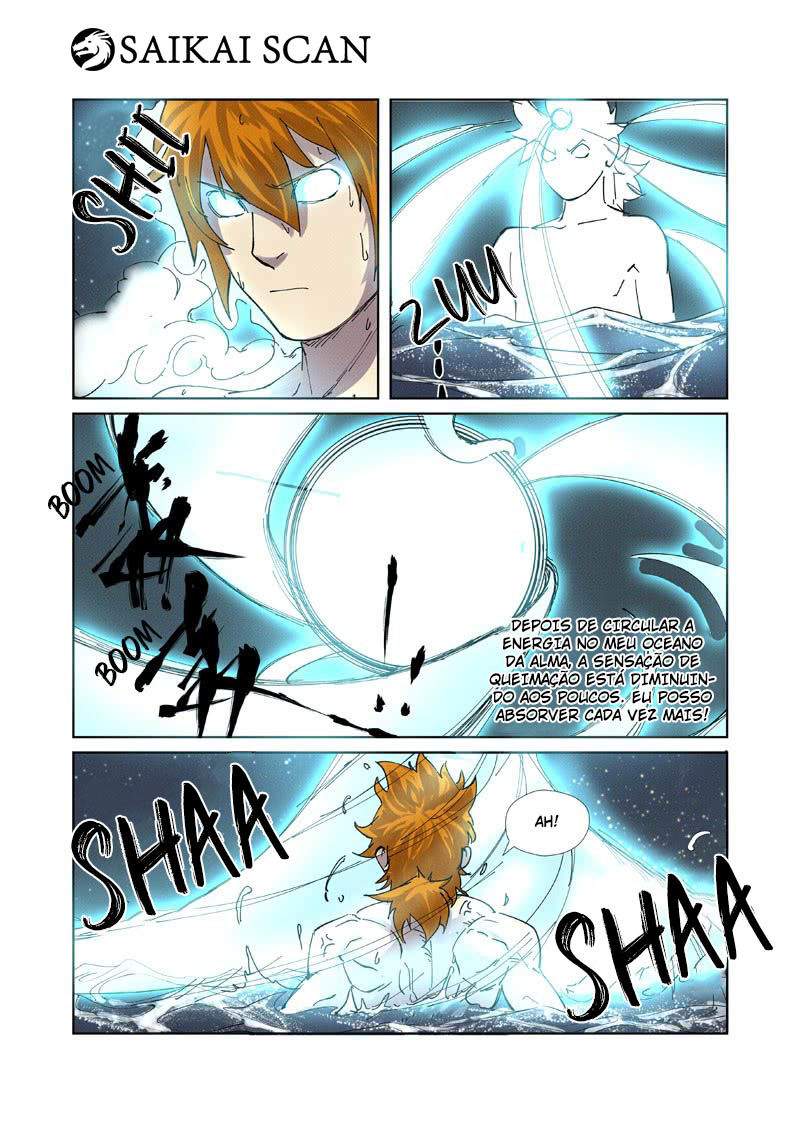 SAIKAI SCAN
SHII
ZUU
BOOM
BOOM
DEPOIS DE CIRCULAR A
ENERGIA NO MEU OCEANO
DA ALMA, A SENSAÇÃO DE
QUEIMAÇÃO ESTÁ DIMINUIN-
DO AOS POUCOS. EU POSSO
ABSORVER CADA VEZ MAIS!
SHAA
AH!
SHAA